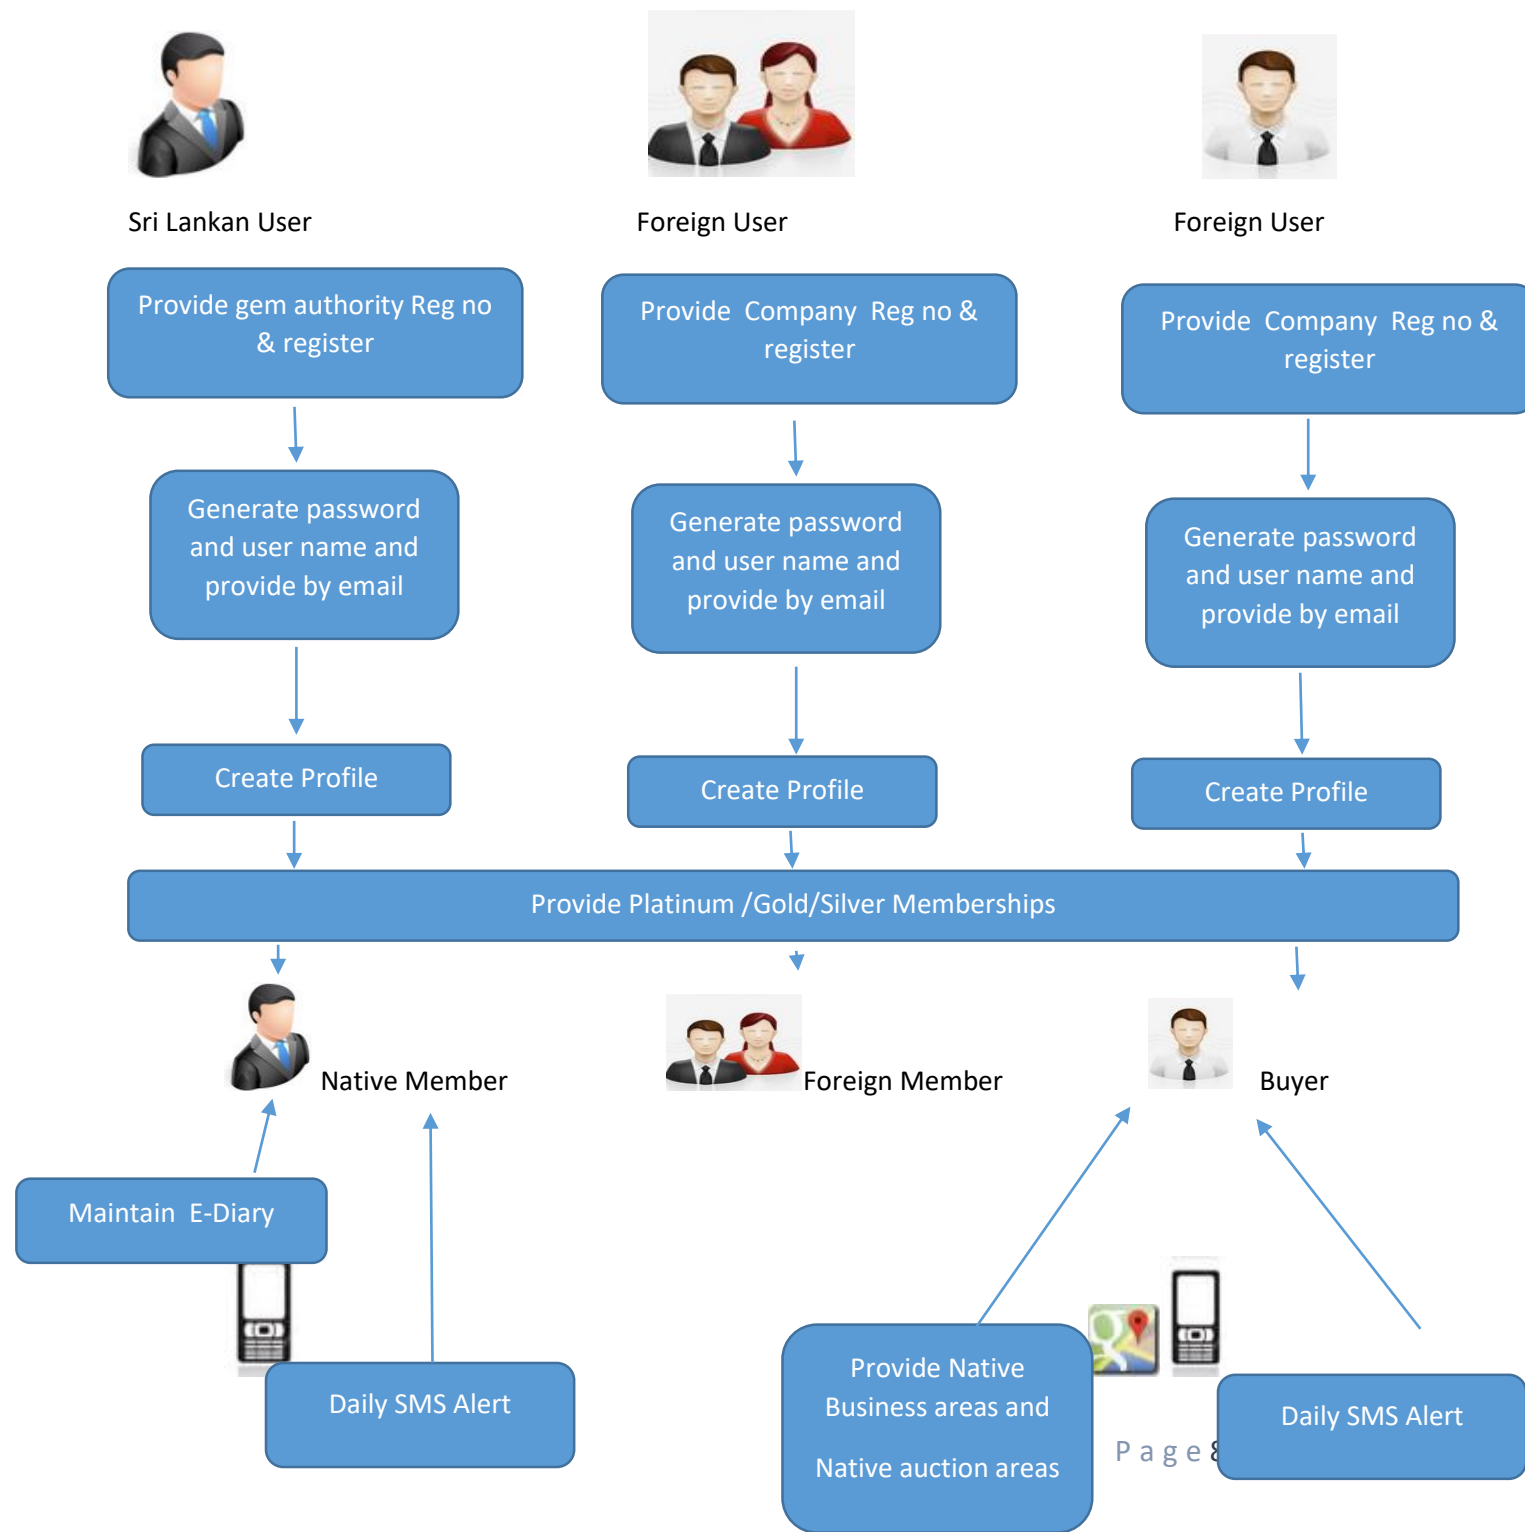 Sri Lankan User
Foreign User
Foreign User
Provide gem authority Reg no
& register
Provide Company Reg no &
register
Provide Company Reg no &
register
Generate password
and user name and
provide by email
Generate password
and user name and
provide by email
Generate password
and user name and
provide by email
Create Profile
Create Profile
Create Profile
Provide Platinum /Gold/Silver Memberships
Native Member
Foreign Member
Buyer
Maintain E-Diary
Daily SMS Alert
Provide Native
Business areas and
Native auction areas
Daily SMS Alert
Page